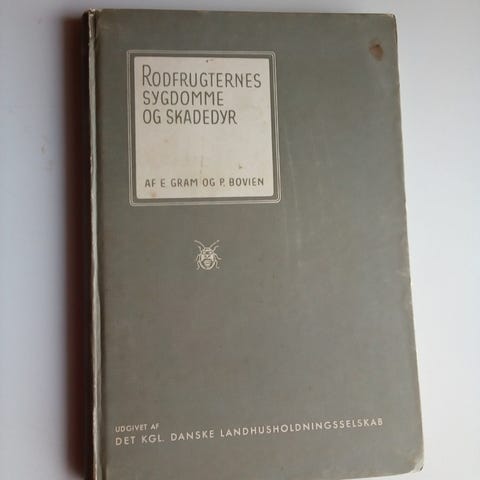 RODFRUGTERNES
SYGDOMME
OG SKADEDYR
AF E. GRAM OG P. BOVIEN
UDGIVET AF
DET KGL. DANSKE LANDHUSHOLDNINGSSELSKAB